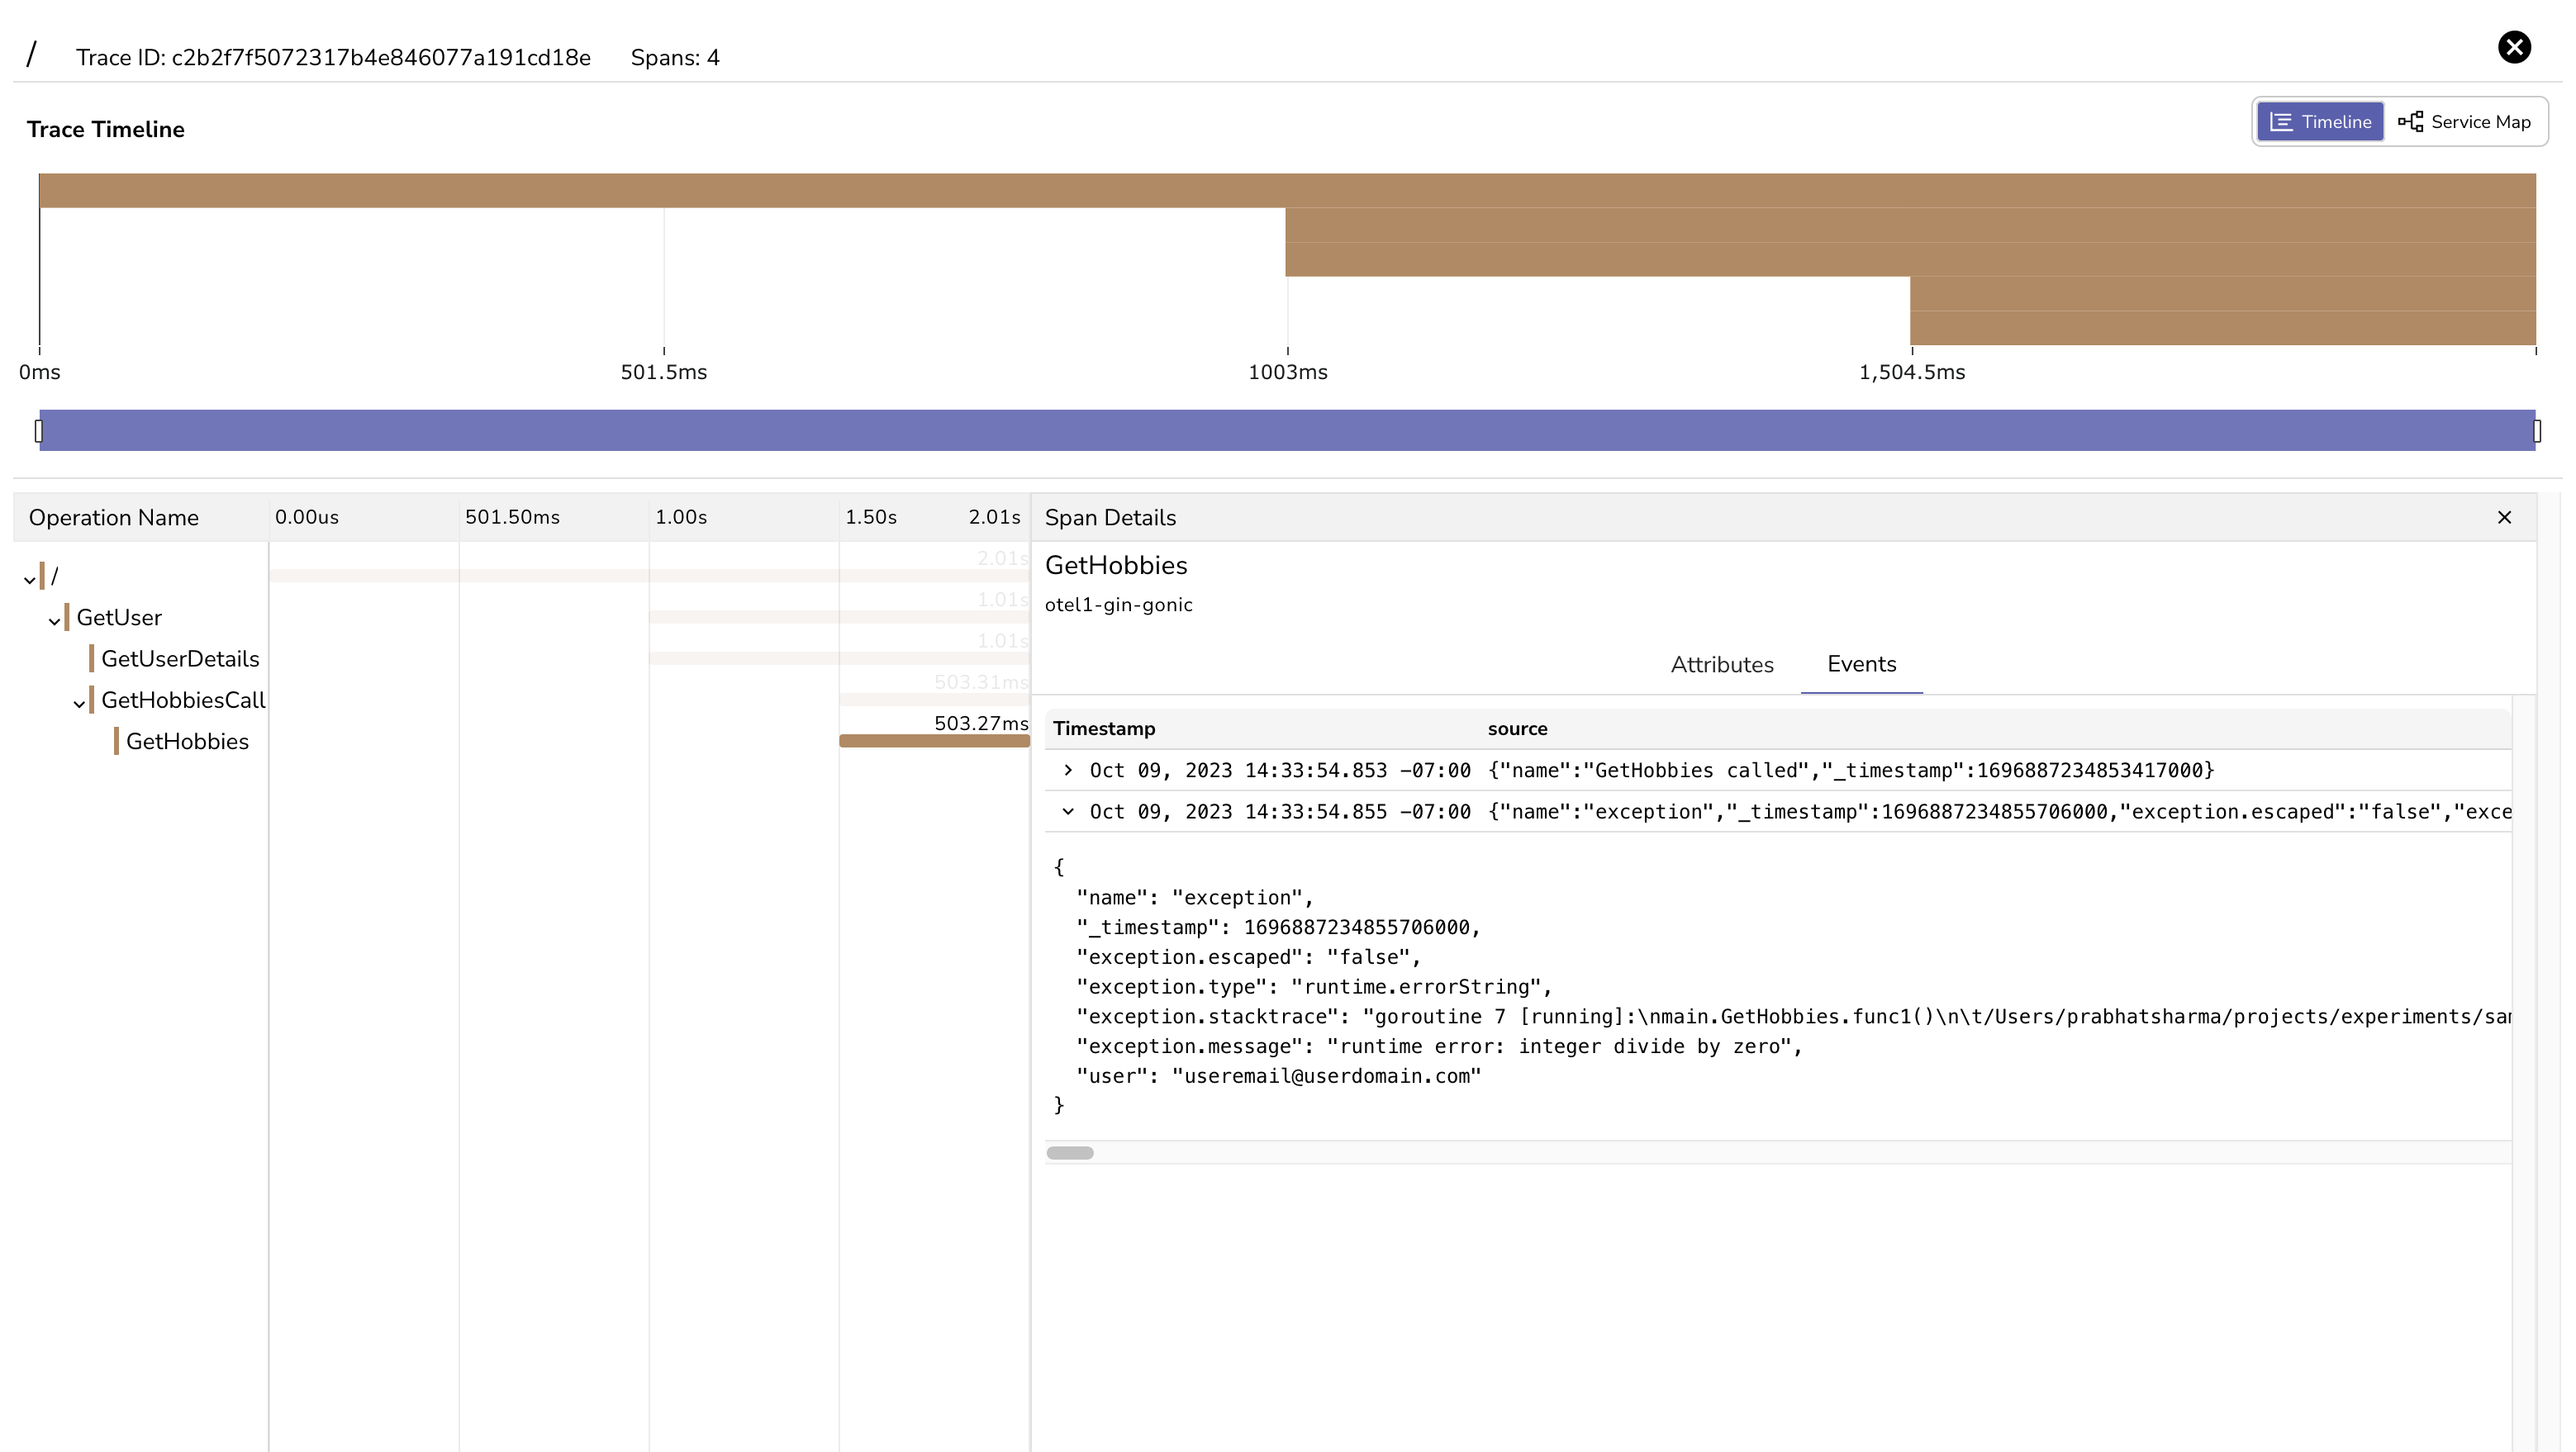 / Trace ID: c2b2f7f5072317b4e846077a191cd18e Spans: 4
Trace Timeline
Timeline Service Map
0ms 501.5ms 1003ms 1,504.5ms
Operation Name 0.00us 501.50ms 1.00s 1.50s 2.01s
/ 2.01s
GetUser 1.01s
GetUserDetails 1.01s
GetHobbiesCall 503.31ms
GetHobbies 503.27ms
Span Details
GetHobbies
otel1-gin-gonic
Attributes Events
Timestamp source
Oct 09, 2023 14:33:54.853 -07:00 {"name":"GetHobbies called","_timestamp":1696887234853417000}
Oct 09, 2023 14:33:54.855 -07:00 {"name":"exception","_timestamp":1696887234855706000,"exception.escaped":"false","exce
{
"name": "exception",
"_timestamp": 1696887234855706000,
"exception.escaped": "false",
"exception.type": "runtime.errorString",
"exception.stacktrace": "goroutine 7 [running]:\nmain.GetHobbies.func1()\n\t/Users/prabhatsharma/projects/experiments/sam
"exception.message": "runtime error: integer divide by zero",
"user": "useremail@userdomain.com"
}